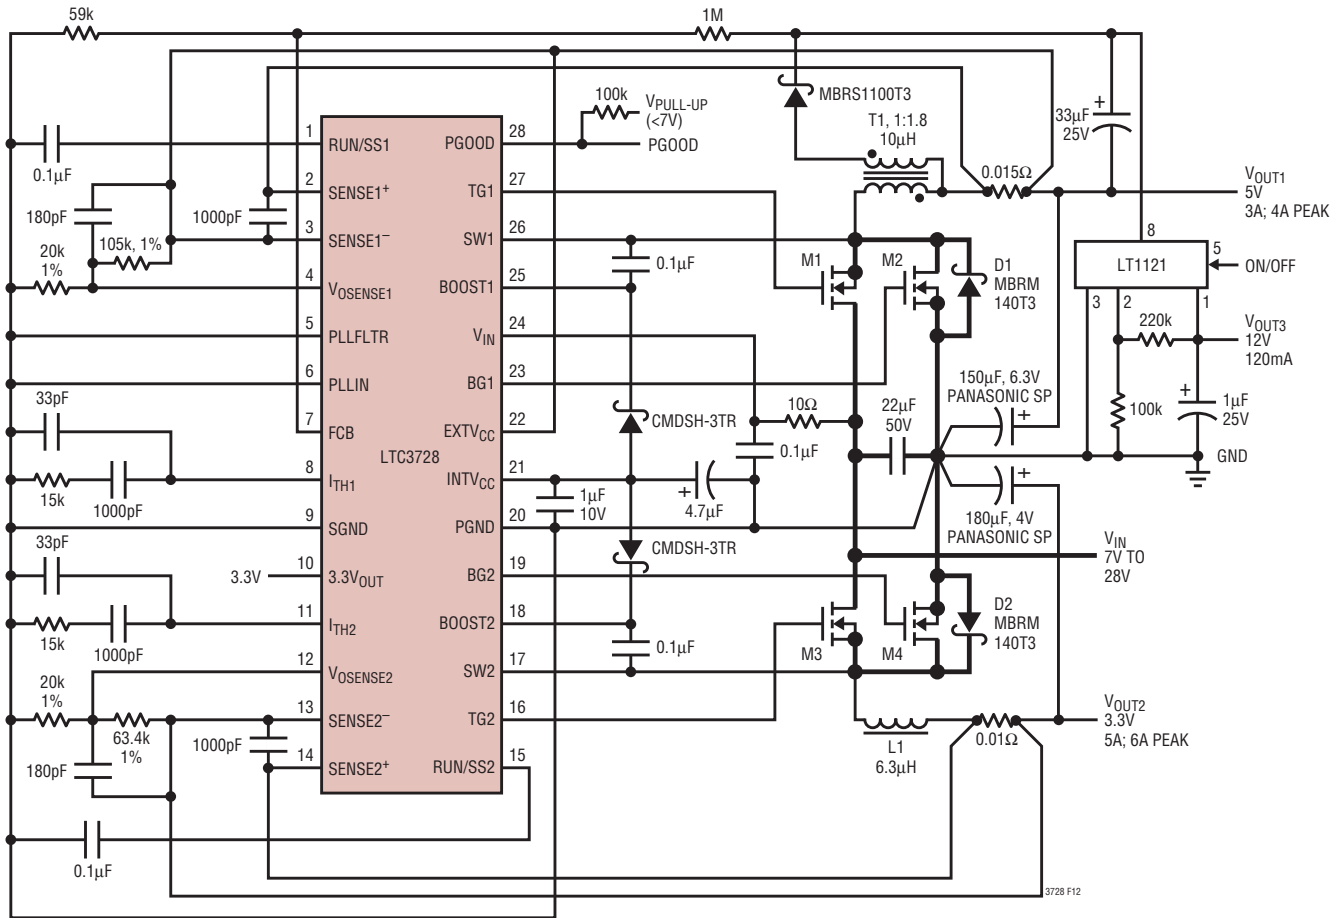 59k
1M
100k
VPULL-UP
(<7V)
PGOOD
MBRS1100T3
T1, 1:1.8
10µH
33µF
25V
+
0.015Ω
VOUT1
5V
3A; 4A PEAK
0.1µF
180pF
1000pF
20k
1%
105k, 1%
1
RUN/SS1
2
SENSE1+
3
SENSE1–
4
VOSENSE1
5
PLLFLTR
6
PLLIN
7
FCB
8
ITH1
9
SGND
10
3.3VOUT
11
ITH2
12
VOSENSE2
13
SENSE2–
14
SENSE2+
LTC3728
28
PGOOD
27
TG1
26
SW1
25
BOOST1
24
VIN
23
BG1
22
EXTVCC
21
INTVCC
20
PGND
19
BG2
18
BOOST2
17
SW2
16
TG2
15
RUN/SS2
33pF
15k
1000pF
33pF
3.3V
15k
1000pF
20k
1%
63.4k
1%
180pF
1000pF
0.1µF
0.1µF
CMDSH-3TR
10Ω
0.1µF
1µF
10V
+
4.7µF
CMDSH-3TR
0.1µF
M1
M2
D1
MBRM
140T3
22µF
50V
150µF, 6.3V
PANASONIC SP
+
+
180µF, 4V
PANASONIC SP
M3
M4
D2
MBRM
140T3
L1
6.3µH
0.01Ω
8
LT1121
5
ON/OFF
3
2
1
220k
VOUT3
12V
120mA
100k
+
1µF
25V
GND
VIN
7V TO
28V
VOUT2
3.3V
5A; 6A PEAK
3728 F12